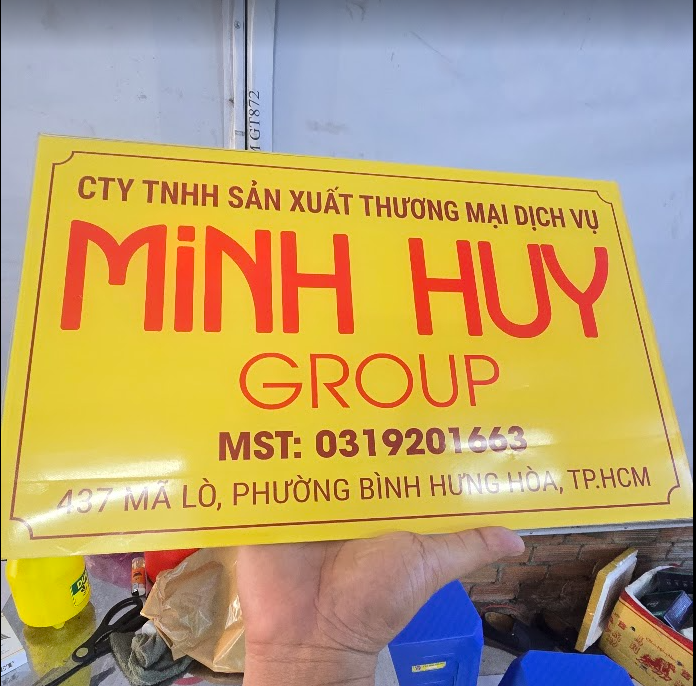 GT872
CTY TNHH SẢN XUẤT THƯƠNG MẠI DỊCH VỤ
MiNH HUY
GROUP
MST: 0319201663
437 MÃ LÒ, PHƯỜNG BÌNH HƯNG HÒA, TP.HCM